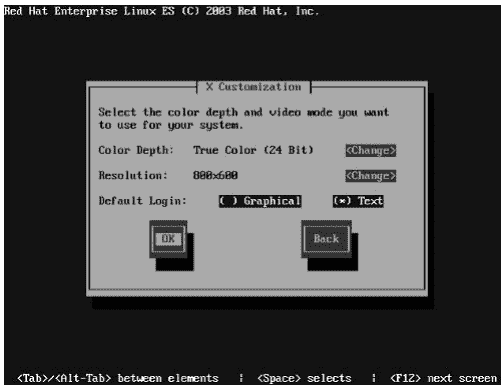 Red Hat Enterprise Linux ES (C) 2003 Red Hat, Inc.
X Customization
Select the color depth and video mode you want
to use for your system.
Color Depth: True Color (24 Bit) <Change>
Resolution: 800x600 <Change>
Default Login: ( ) Graphical (*) Text
OK Back
<Tab>/<Alt-Tab> between elements ¦ <Space> selects ¦ <F12> next screen